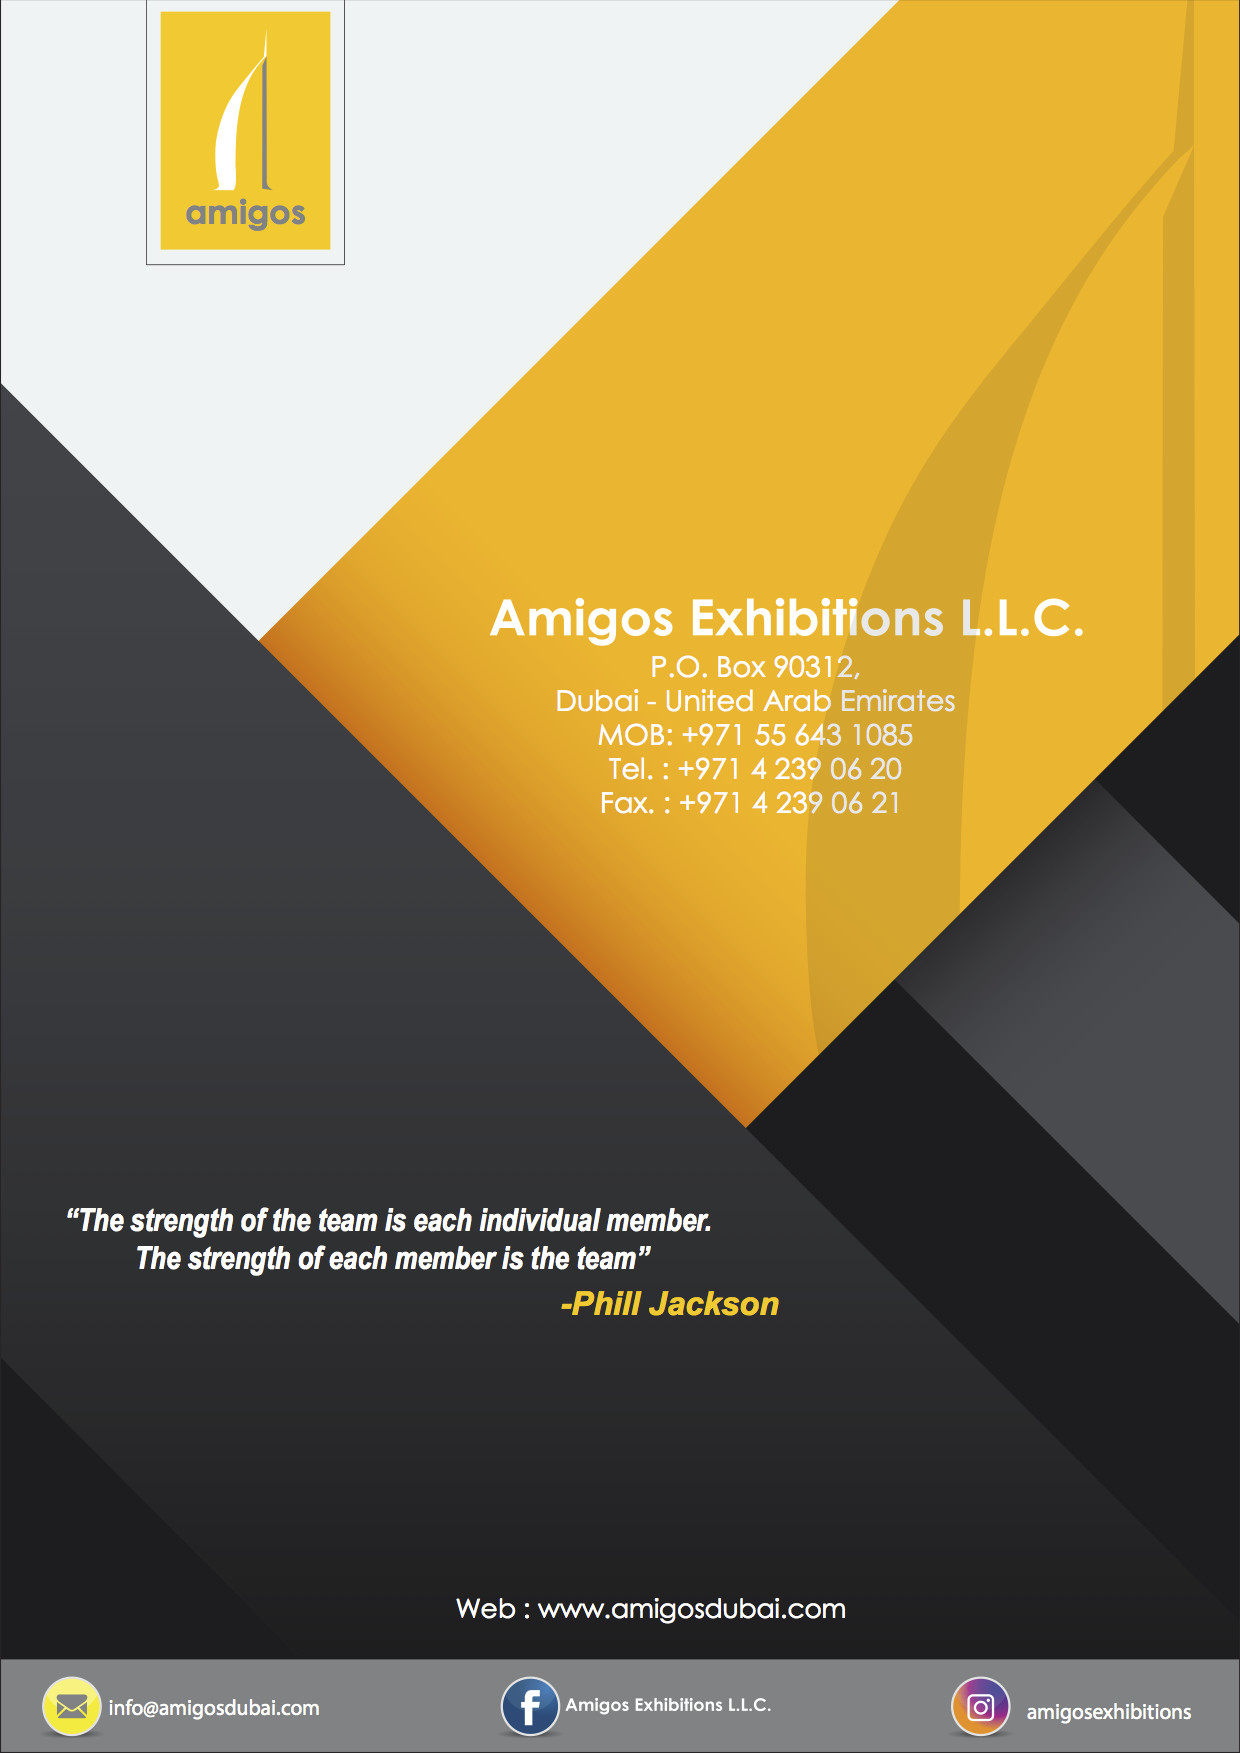 amigos
Amigos Exhibitions L.L.C.
P.O. Box 90312,
Dubai - United Arab Emirates
MOB: +971 55 643 1085
Tel. : +971 4 239 06 20
Fax. : +971 4 239 06 21
“The strength of the team is each individual member.
The strength of each member is the team”
-Phill Jackson
Web : www.amigosdubai.com
info@amigosdubai.com
Amigos Exhibitions L.L.C.
amigosexhibitions